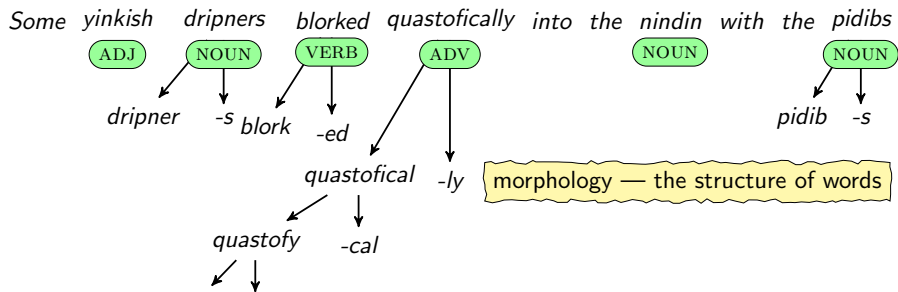 Some yinkish dripners blorked quastofically into the nindin with the pidibs
ADJ NOUN VERB ADV NOUN NOUN
dripner -s blork -ed pidib -s
quastofical -ly morphology — the structure of words
quastofy -cal